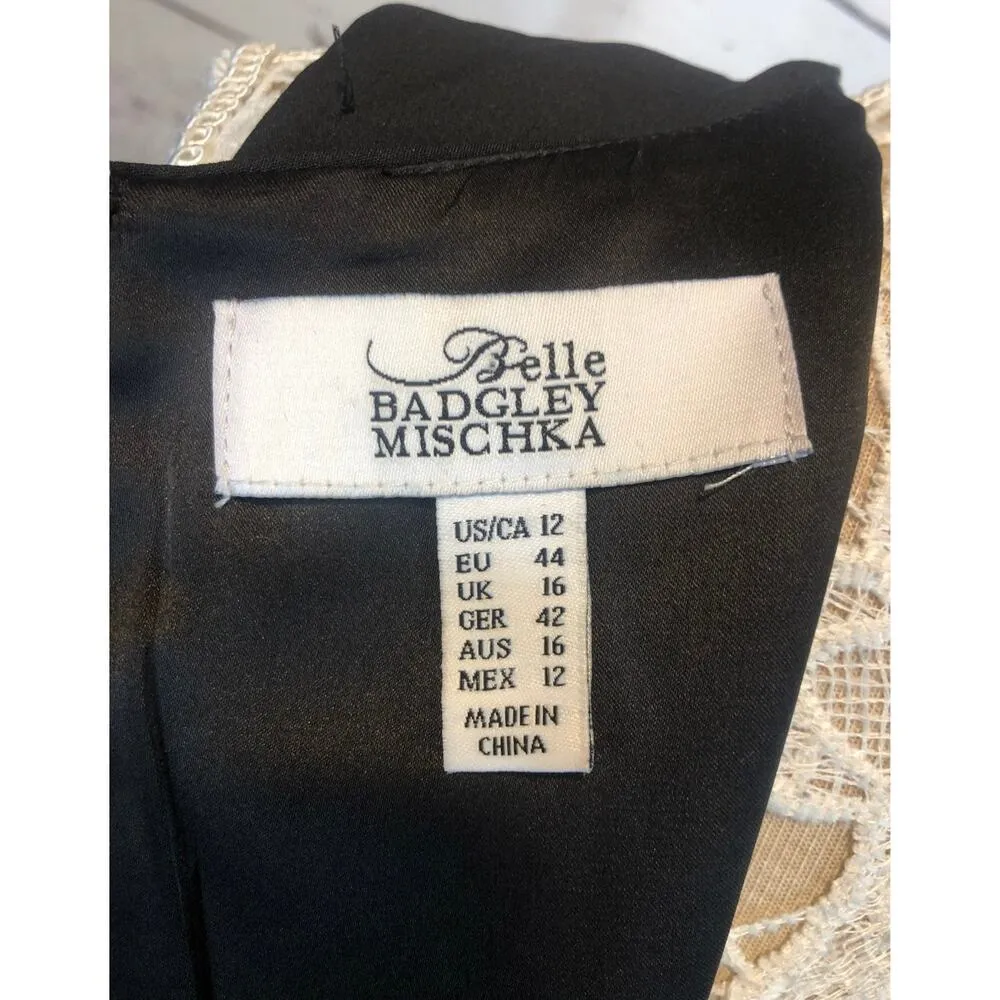 Belle
BADGLEY
MISCHKA
US/CA 12
EU 44
UK 16
GER 42
AUS 16
MEX 12
MADE IN
CHINA